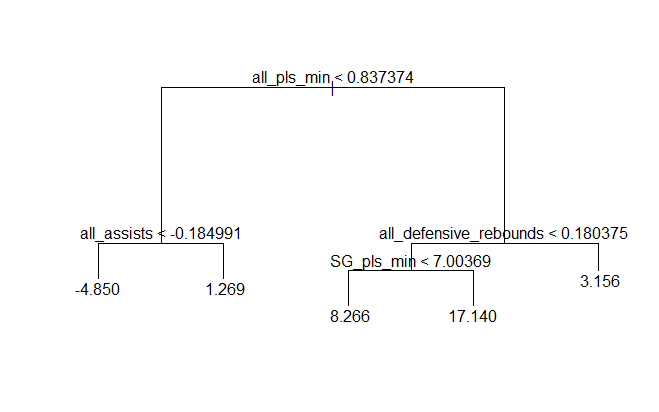 all_pls_min < 0.837374
all_assists < -0.184991
all_defensive_rebounds < 0.180375
SG_pls_min < 7.00369
-4.850
1.269
3.156
8.266
17.140